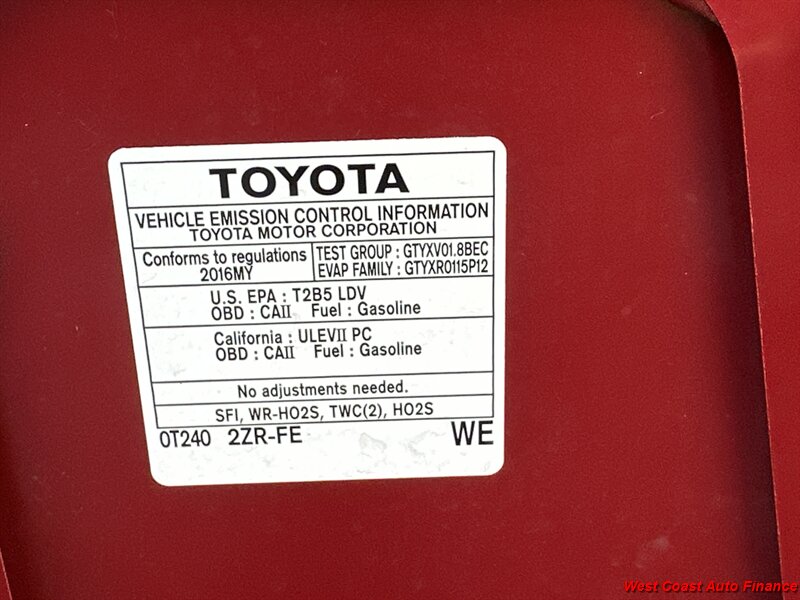 TOYOTA
VEHICLE EMISSION CONTROL INFORMATION
TOYOTA MOTOR CORPORATION
Conforms to regulations
2016MY
TEST GROUP : GTYXV01.8BEC
EVAP FAMILY : GTYXR0115P12
U.S. EPA : T2B5 LDV
OBD : CAII Fuel : Gasoline
California : ULEVII PC
OBD : CAII Fuel : Gasoline
No adjustments needed.
SFI, WR-HO2S, TWC(2), HO2S
0T240 2ZR-FE WE
West Coast Auto Finance